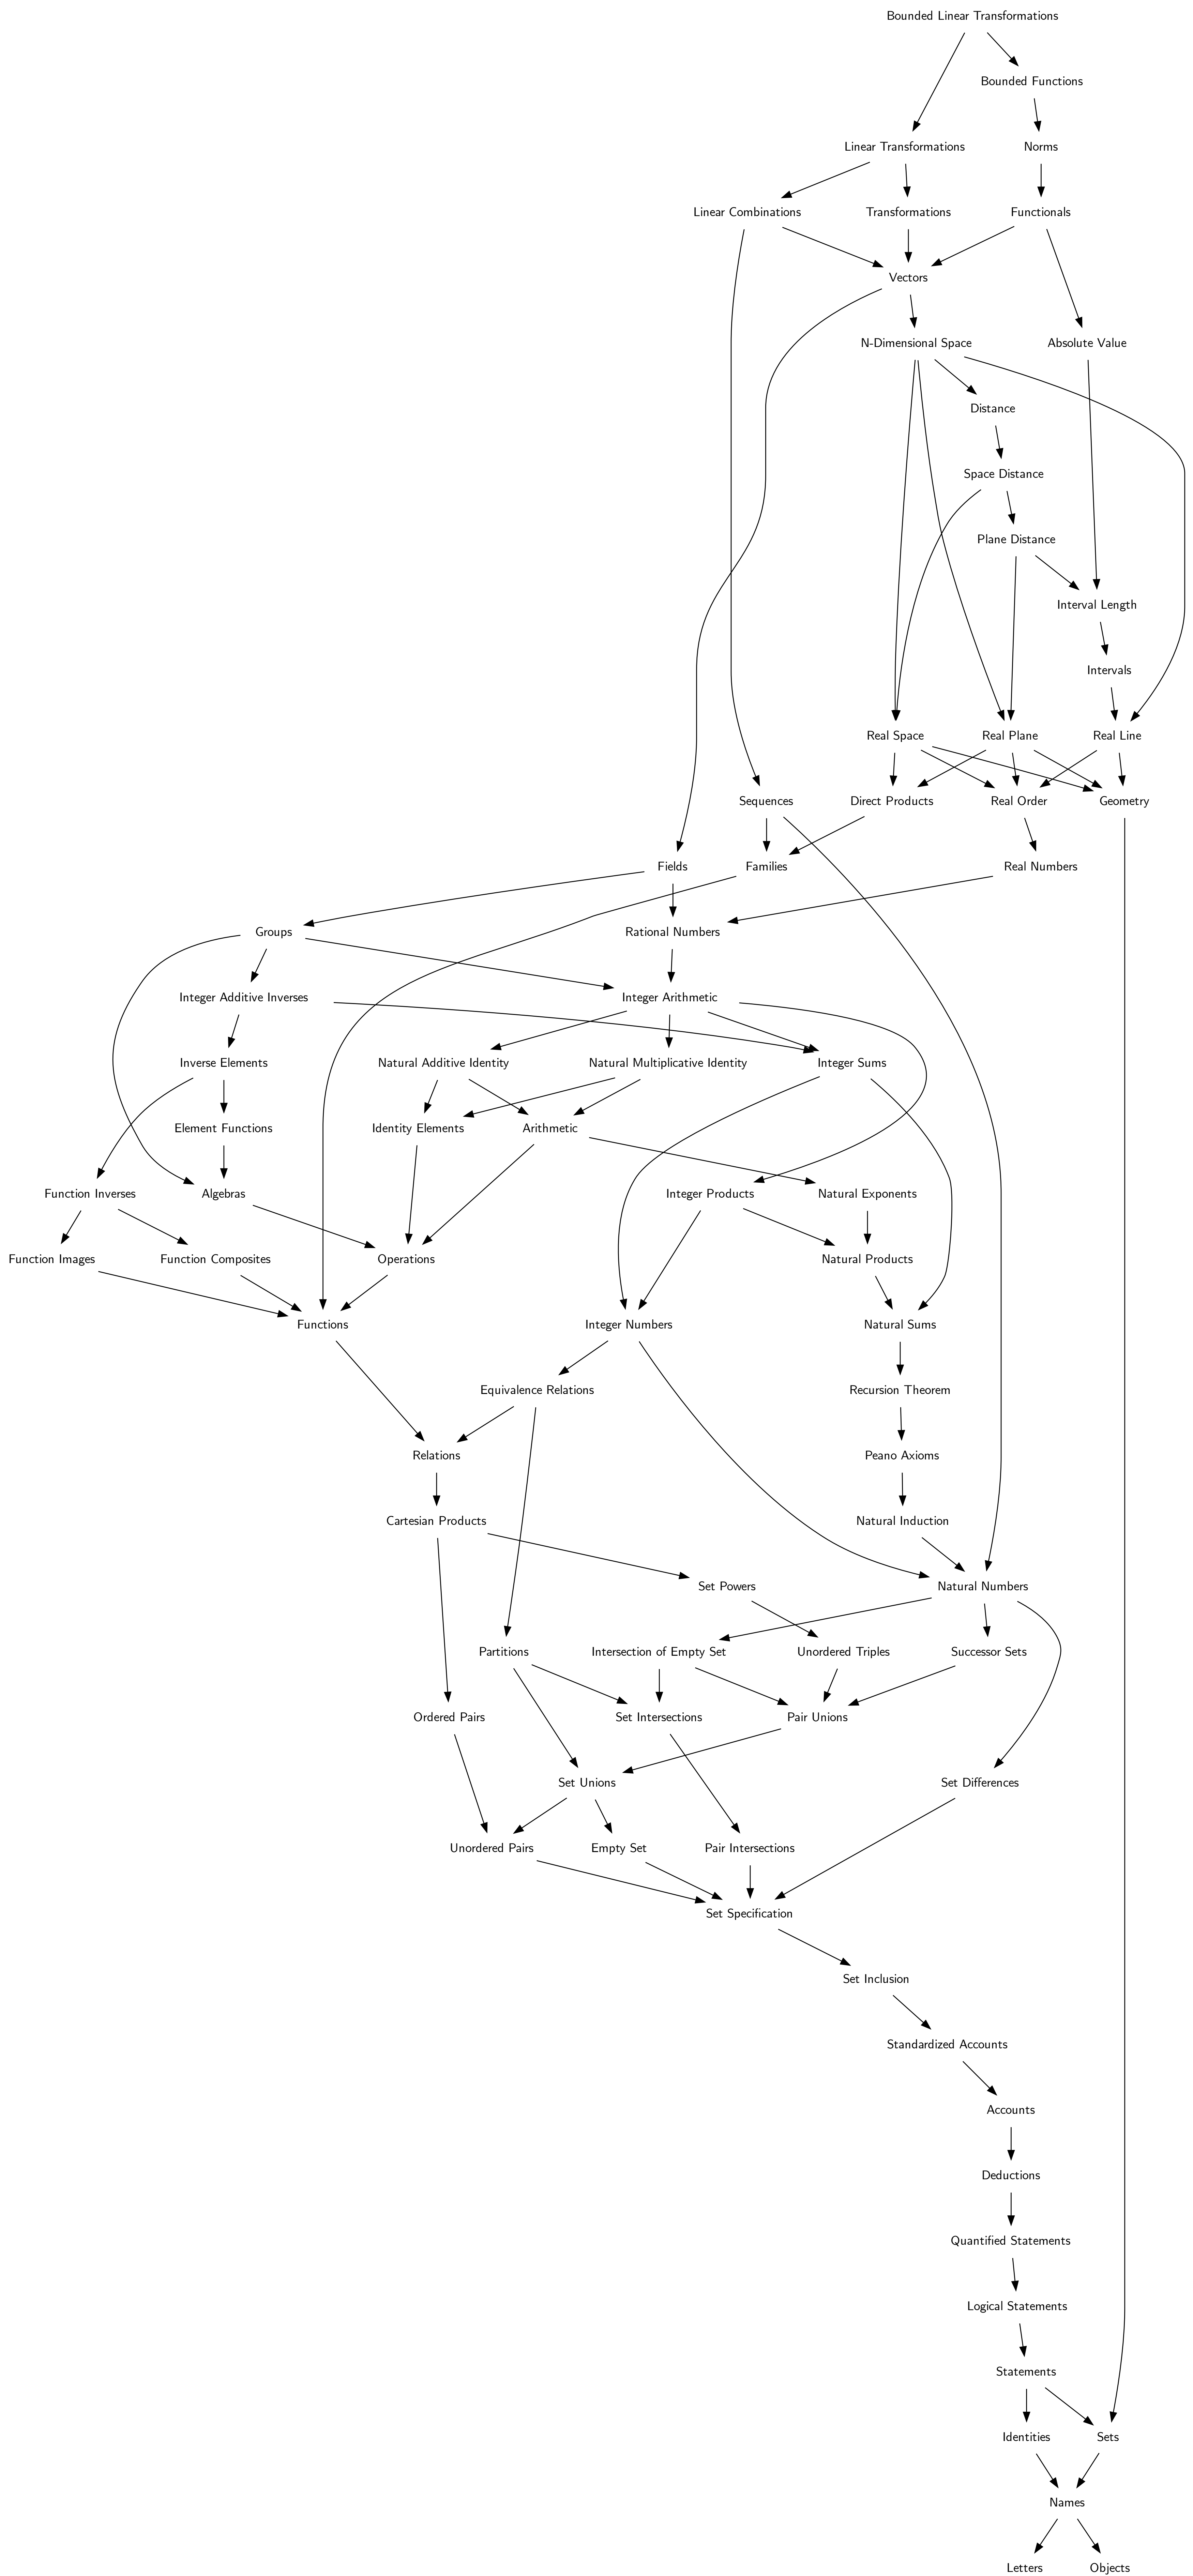 Bounded Linear Transformations
Bounded Functions
Linear Transformations
Norms
Linear Combinations
Transformations
Functionals
Vectors
N-Dimensional Space
Absolute Value
Distance
Space Distance
Plane Distance
Interval Length
Intervals
Real Space
Real Plane
Real Line
Sequences
Direct Products
Real Order
Geometry
Fields
Families
Real Numbers
Groups
Rational Numbers
Integer Additive Inverses
Integer Arithmetic
Inverse Elements
Natural Additive Identity
Natural Multiplicative Identity
Integer Sums
Element Functions
Identity Elements
Arithmetic
Function Inverses
Algebras
Integer Products
Natural Exponents
Function Images
Function Composites
Operations
Natural Products
Functions
Integer Numbers
Natural Sums
Equivalence Relations
Recursion Theorem
Relations
Peano Axioms
Cartesian Products
Natural Induction
Set Powers
Natural Numbers
Partitions
Intersection of Empty Set
Unordered Triples
Successor Sets
Ordered Pairs
Set Intersections
Pair Unions
Set Unions
Set Differences
Unordered Pairs
Empty Set
Pair Intersections
Set Specification
Set Inclusion
Standardized Accounts
Accounts
Deductions
Quantified Statements
Logical Statements
Statements
Identities
Sets
Names
Letters
Objects